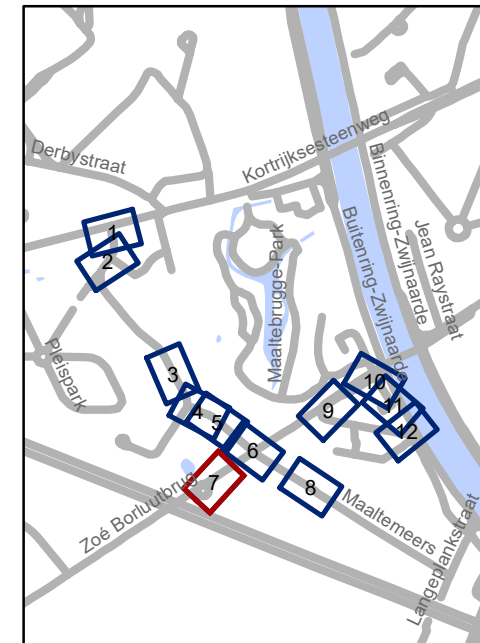 Derbystraat
Kortrijksesteenweg
Binnenring-Zwijnaarde
Jean Raystraat
Buitenring-Zwijnaarde
Maaltebrugge-Park
1
2
Pleispark
3
4
5
6
7
8
9
10
11
12
Zoé Borluutbrug
Maaltemeers
Langeplankstraat